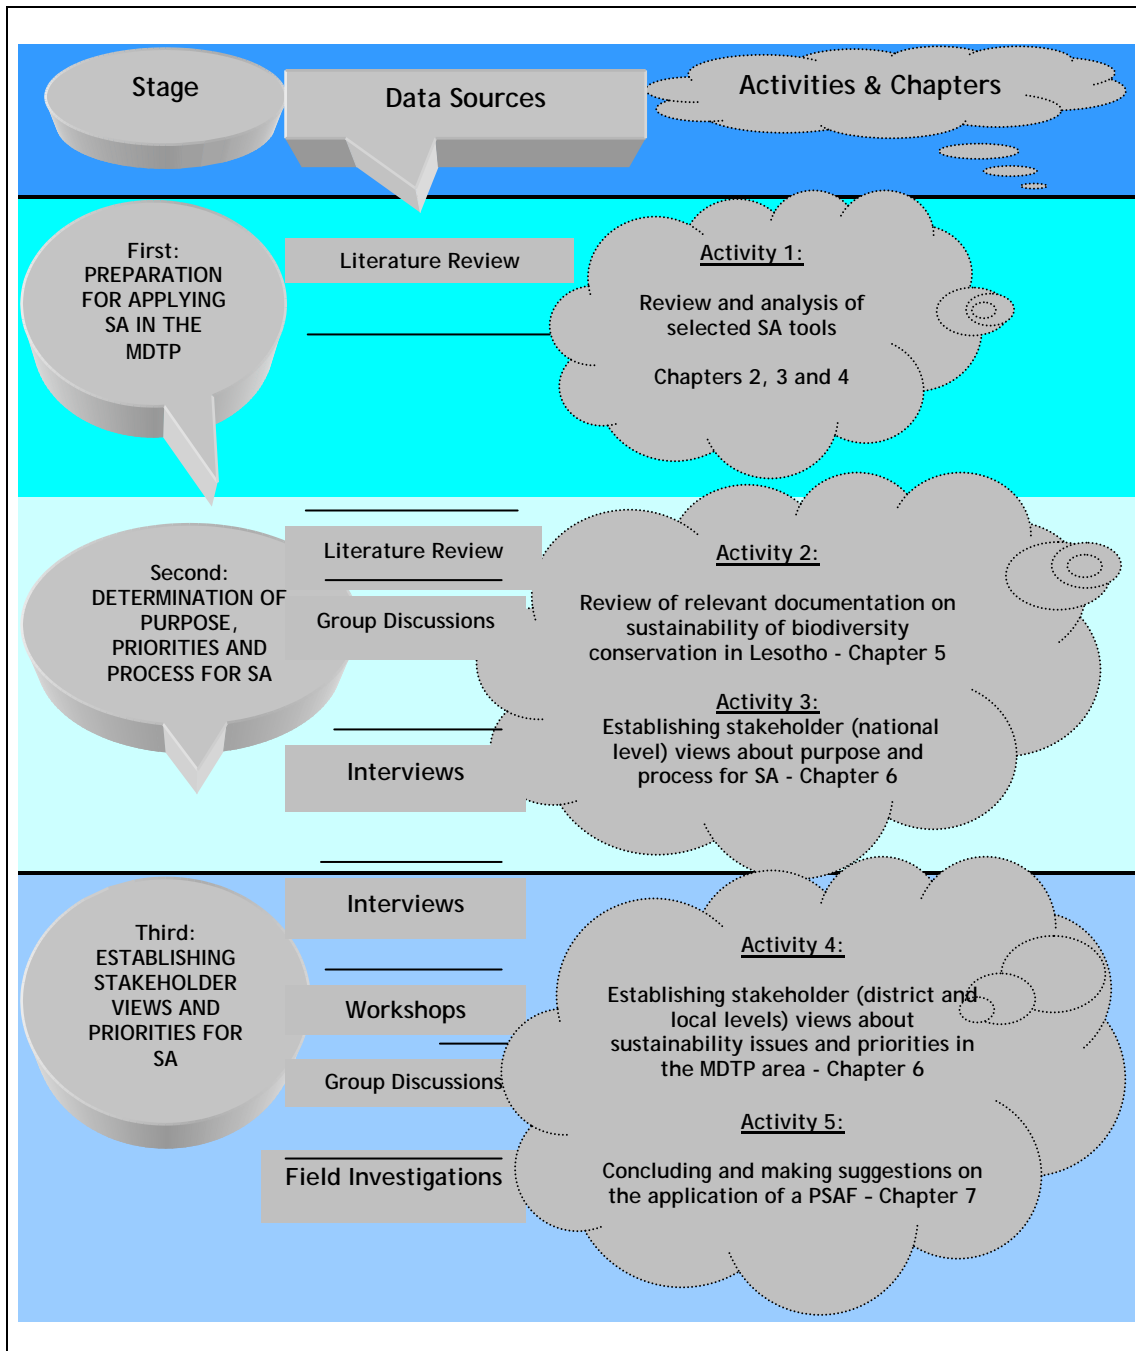 Stage
Data Sources
Activities & Chapters
First:
PREPARATION
FOR APPLYING
SA IN THE
MDTP
Literature Review
Activity 1:
Review and analysis of
selected SA tools
Chapters 2, 3 and 4
Second:
DETERMINATION OF
PURPOSE,
PRIORITIES AND
PROCESS FOR SA
Literature Review
Group Discussions
Interviews
Activity 2:
Review of relevant documentation on
sustainability of biodiversity
conservation in Lesotho - Chapter 5
Activity 3:
Establishing stakeholder (national
level) views about purpose and
process for SA - Chapter 6
Third:
ESTABLISHING
STAKEHOLDER
VIEWS AND
PRIORITIES FOR
SA
Interviews
Workshops
Group Discussions
Field Investigations
Activity 4:
Establishing stakeholder (district and
local levels) views about
sustainability issues and priorities in
the MDTP area - Chapter 6
Activity 5:
Concluding and making suggestions on
the application of a PSAF – Chapter 7